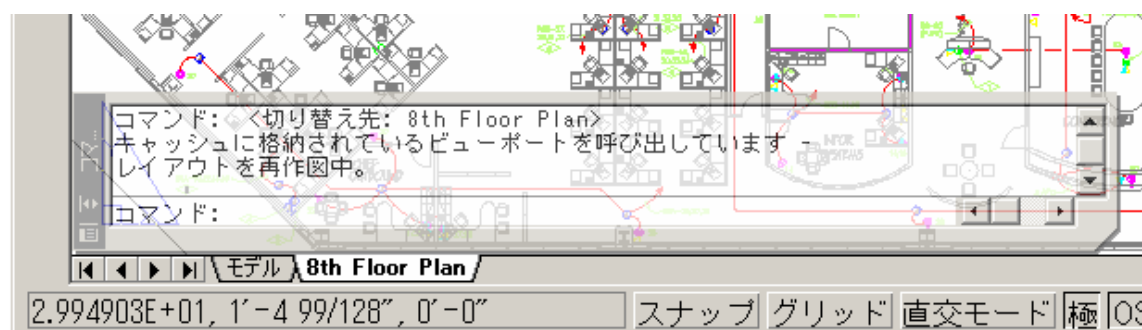 コマンド: <切り替え先: 8th Floor Plan>
キャッシュに格納されているビューポートを呼び出しています -
レイアウトを再作図中。
コマンド:
モデル 8th Floor Plan
2.994903E+01, 1'-4 99/128", 0'-0" スナップ グリッド 直交モード 極 OS